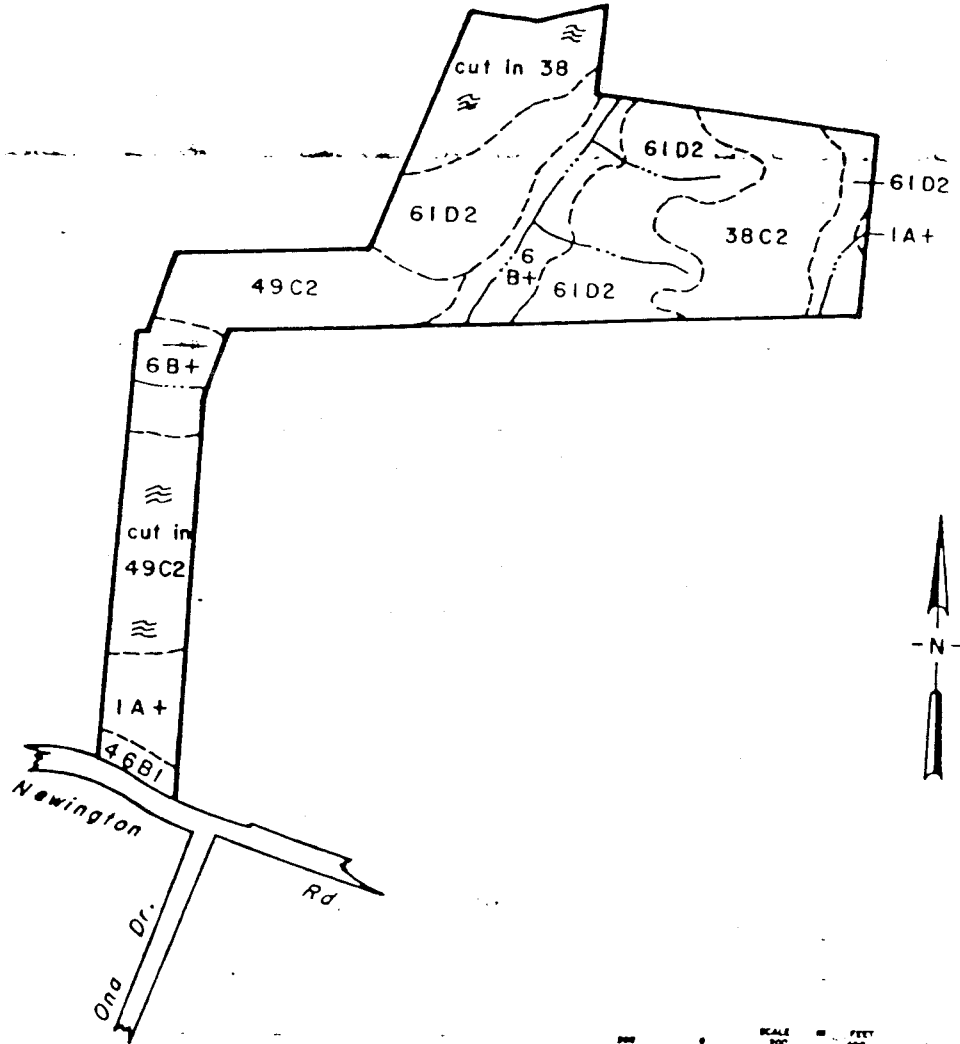 cut in 38
61D2
61D2
61D2
1A+
38C2
49C2
6
B+
61D2
6B+
cut in
49C2
1A+
46B1
Newington
Rd.
Ona Dr.
-N-
SCALE
FEET